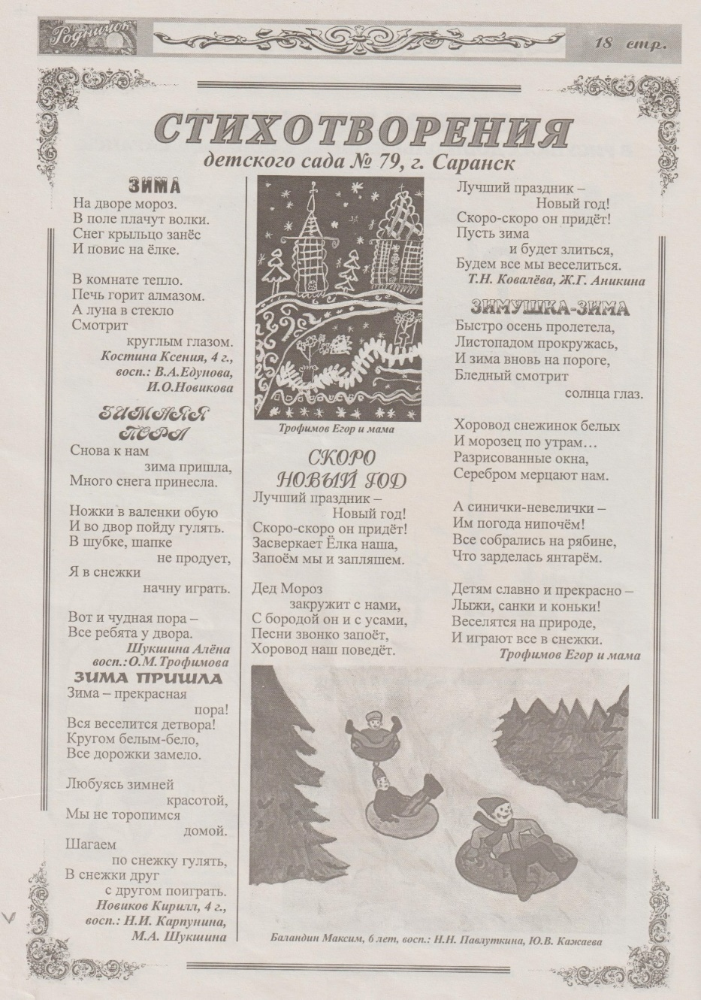 Родничок
18 стр.
СТИХОТВОРЕНИЯ
детского сада № 79, г. Саранск
ЗИМА
На дворе мороз.
В поле плачут волки.
Снег крыльцо занёс
И повис на ёлке.
В комнате тепло.
Печь горит алмазом.
А луна в стекло
Смотрит
круглым глазом.
Костина Ксения, 4 г.,
восп.: В.А.Едунова,
И.О.Новикова
ЗИМНЯЯ
ПОРА
Снова к нам
зима пришла,
Много снега принесла.
Ножки в валенки обую
И во двор пойду гулять.
В шубке, шапке
не продует,
Я в снежки
начну играть.
Вот и чудная пора –
Все ребята у двора.
Шукшина Алёна
восп.:О.М.Трофимова
ЗИМА ПРИШЛА
Зима – прекрасная
пора!
Вся веселится детвора!
Кругом белым-бело,
Все дорожки замело.
Любуясь зимней
красотой,
Мы не торопимся
домой.
Шагаем
по снежку гулять,
В снежки друг
с другом поиграть.
Новиков Кирилл, 4 г.,
восп.: Н.И. Карпунина,
М.А. Шукшина
Трофимов Егор и мама
СКОРО
НОВЫЙ ГОД
Лучший праздник –
Новый год!
Скоро-скоро он придёт!
Засверкает Ёлка наша,
Запоём мы и запляшем.
Дед Мороз
закружит с нами,
С бородой он и с усами,
Песни звонко запоёт,
Хоровод наш поведёт.
Лучший праздник –
Новый год!
Скоро-скоро он придёт!
Пусть зима
и будет злиться,
Будем все мы веселиться.
Т.Н. Ковалёва, Ж.Г. Аникина
ЗИМУШКА-ЗИМА
Быстро осень пролетела,
Листопадом прокружась,
И зима вновь на пороге,
Бледный смотрит
солнца глаз.
Хоровод снежинок белых
И морозец по утрам…
Разрисованные окна,
Серебром мерцают нам.
А синички-невелички –
Им погода нипочём!
Все собрались на рябине,
Что зарделась янтарём.
Детям славно и прекрасно –
Лыжи, санки и коньки!
Веселятся на природе,
И играют все в снежки.
Трофимов Егор и мама
Баландин Максим, 6 лет, восп.: Н.Н. Павлуткина, Ю.В. Кажаева